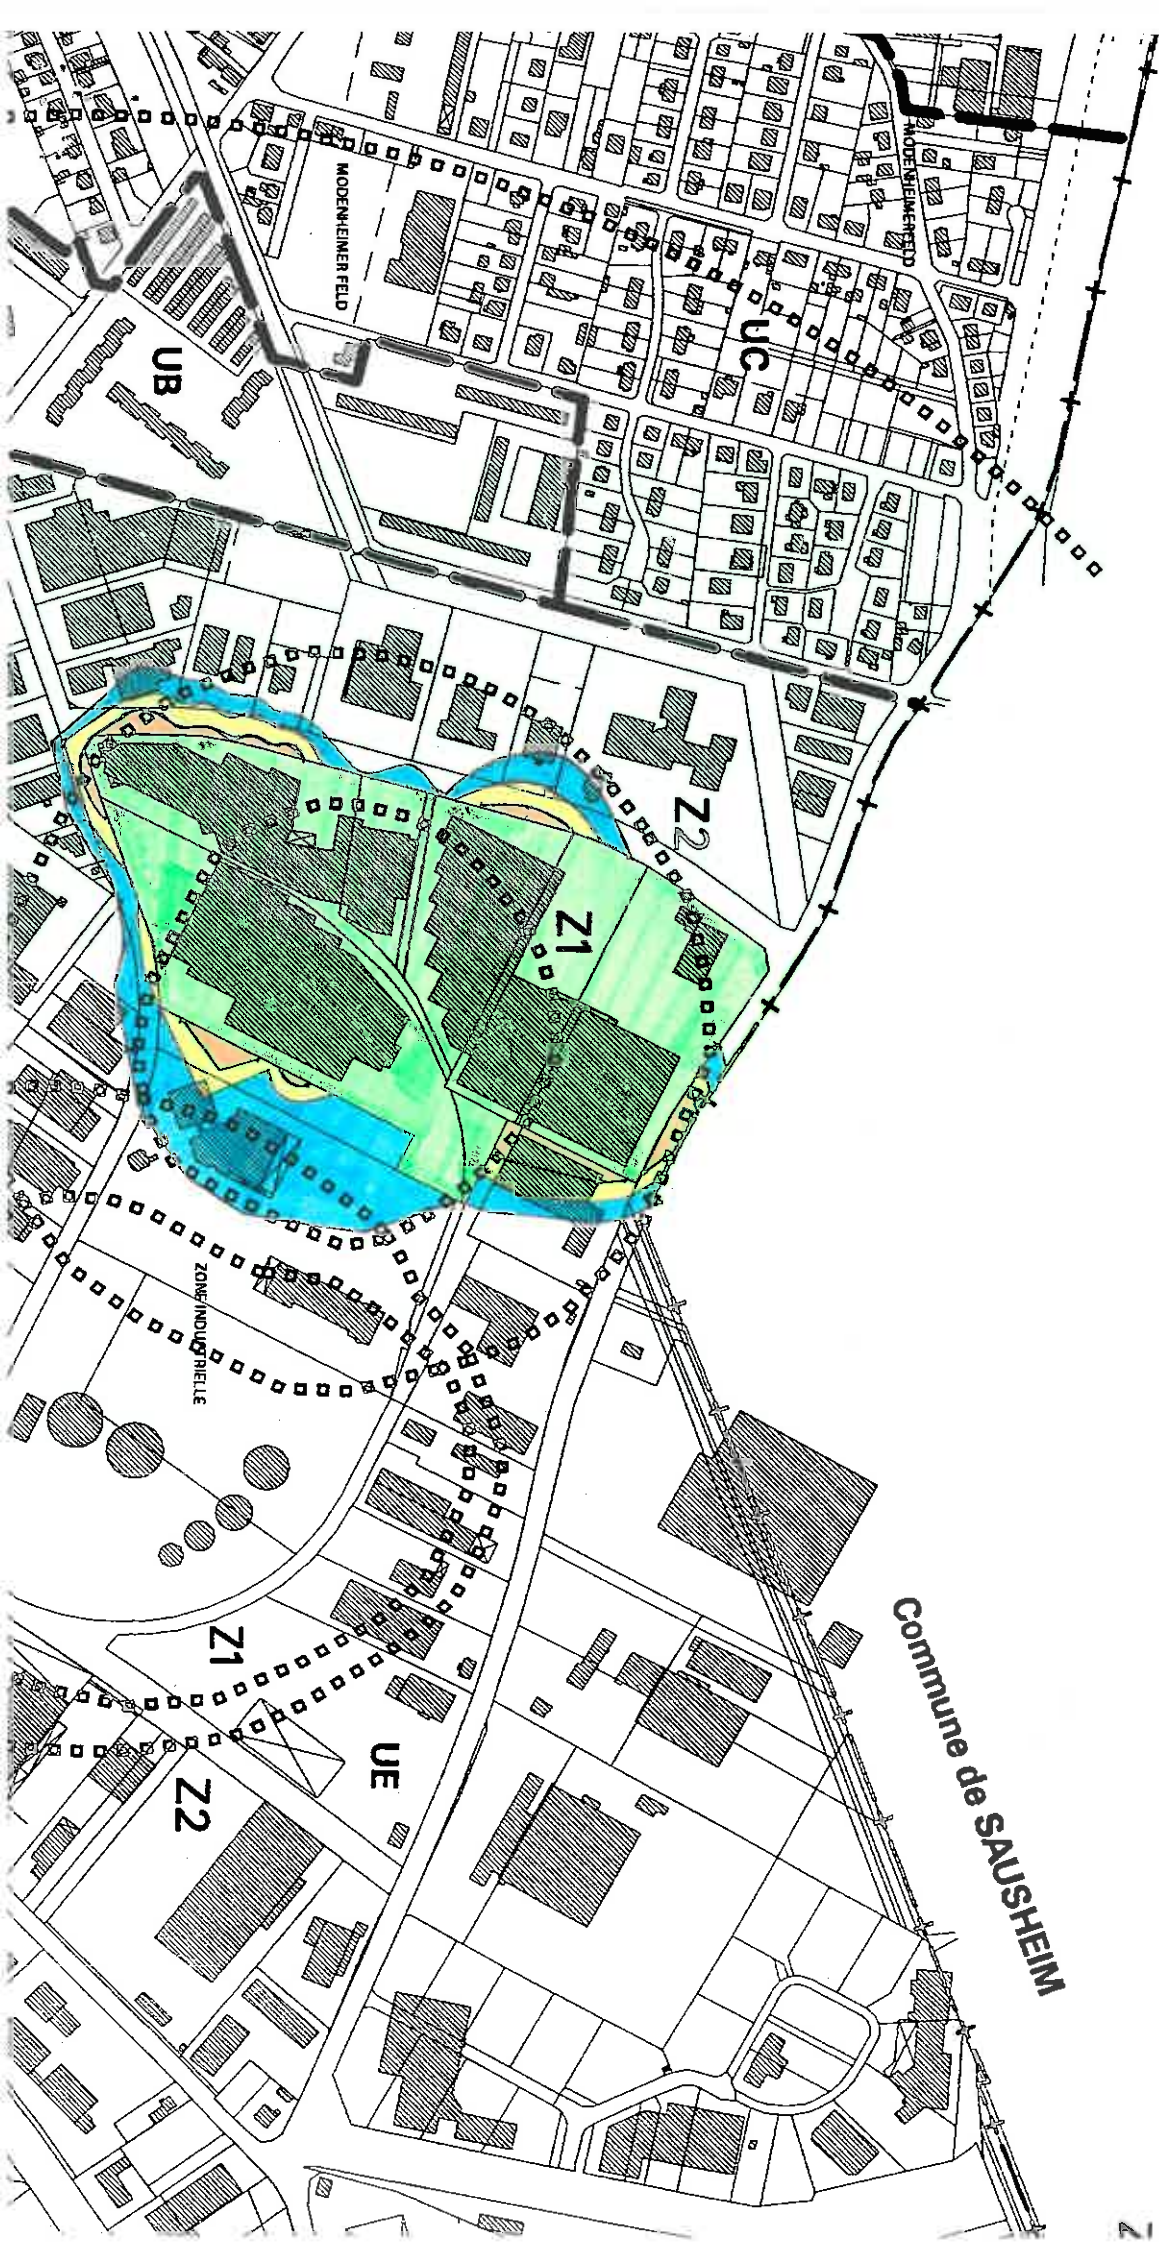 MODENHEIMERFELD
MODENHEIMER FELD
UC
UB
Z2
Z1
ZONE INDUSTRIELLE
Commune de SAUSHEIM
Z1
UE
Z2
Z